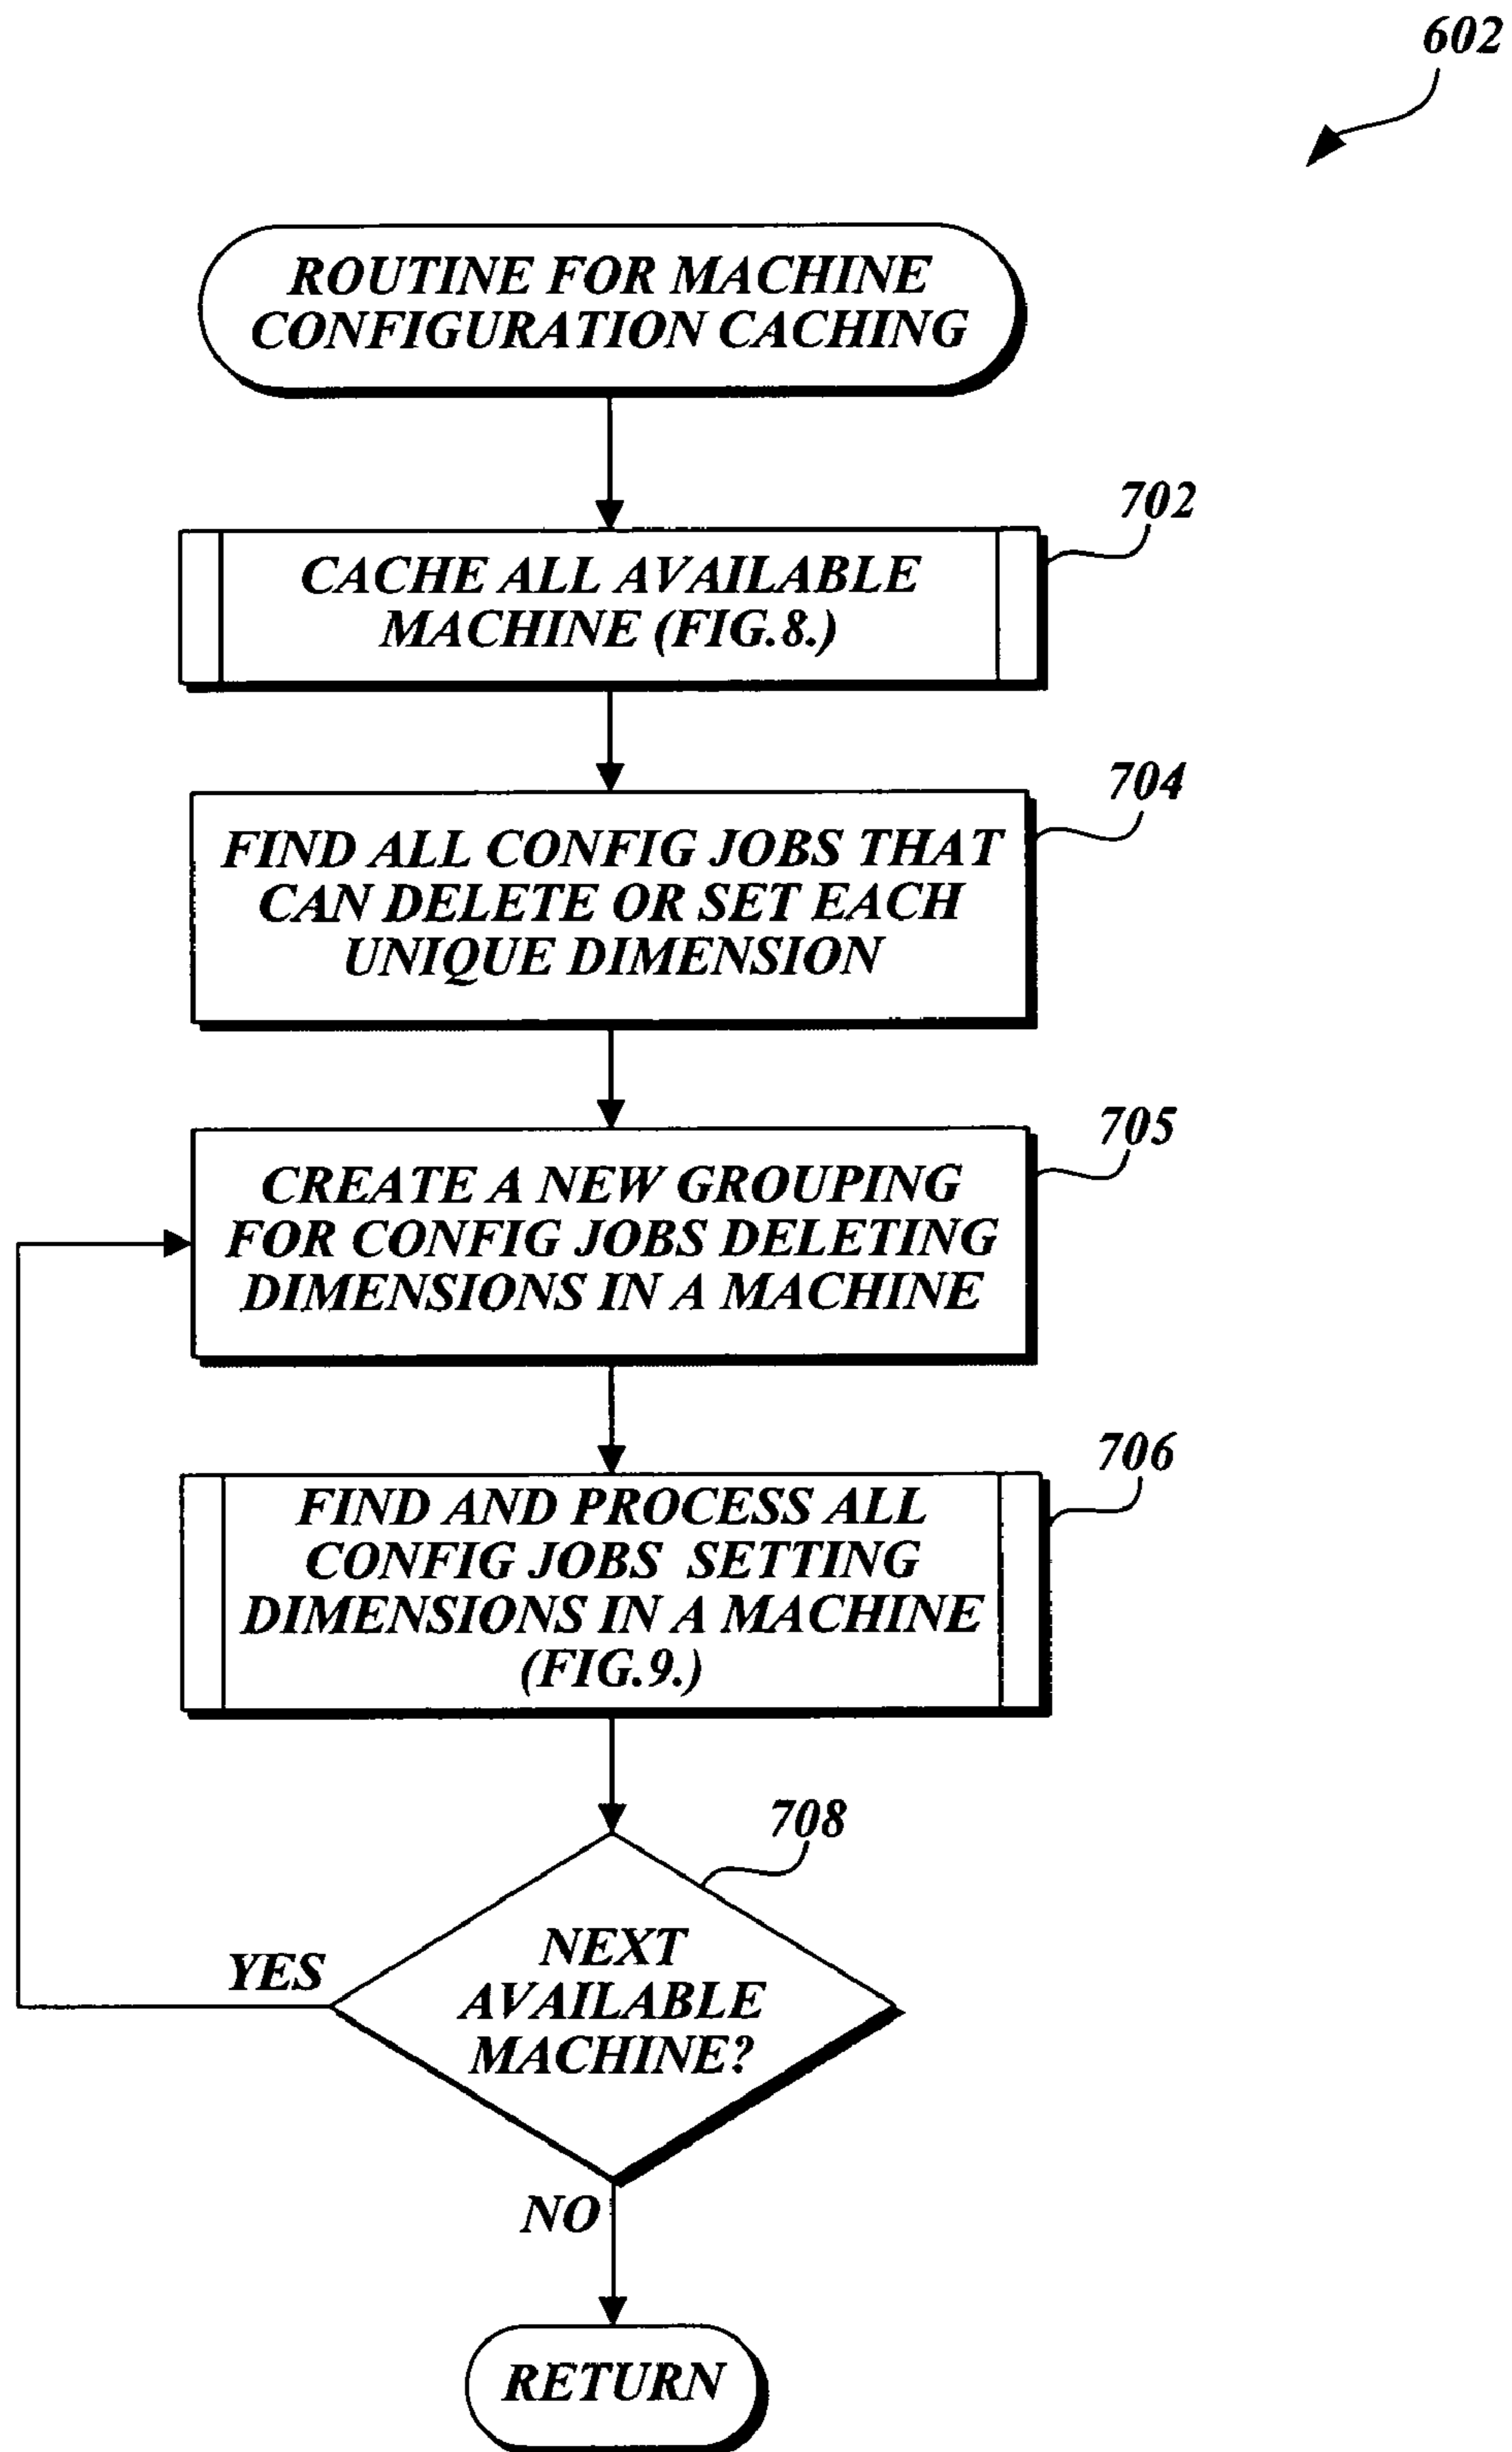 602
ROUTINE FOR MACHINE
CONFIGURATION CACHING
702
CACHE ALL AVAILABLE
MACHINE (FIG.8.)
704
FIND ALL CONFIG JOBS THAT
CAN DELETE OR SET EACH
UNIQUE DIMENSION
705
CREATE A NEW GROUPING
FOR CONFIG JOBS DELETING
DIMENSIONS IN A MACHINE
706
FIND AND PROCESS ALL
CONFIG JOBS SETTING
DIMENSIONS IN A MACHINE
(FIG.9.)
708
NEXT
AVAILABLE
MACHINE?
YES
NO
RETURN